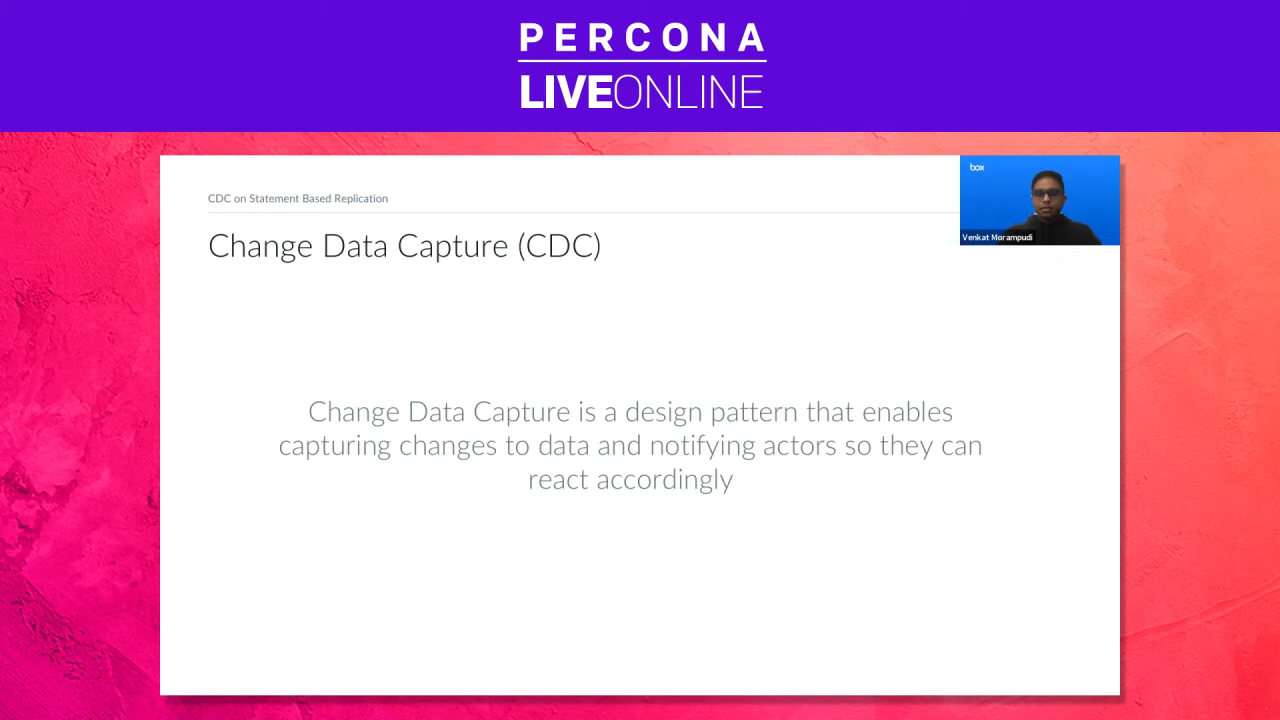 PERCONA
LIVEONLINE
CDC on Statement Based Replication
Change Data Capture (CDC)
box
Venkat Morampudi
Change Data Capture is a design pattern that enables
capturing changes to data and notifying actors so they can
react accordingly